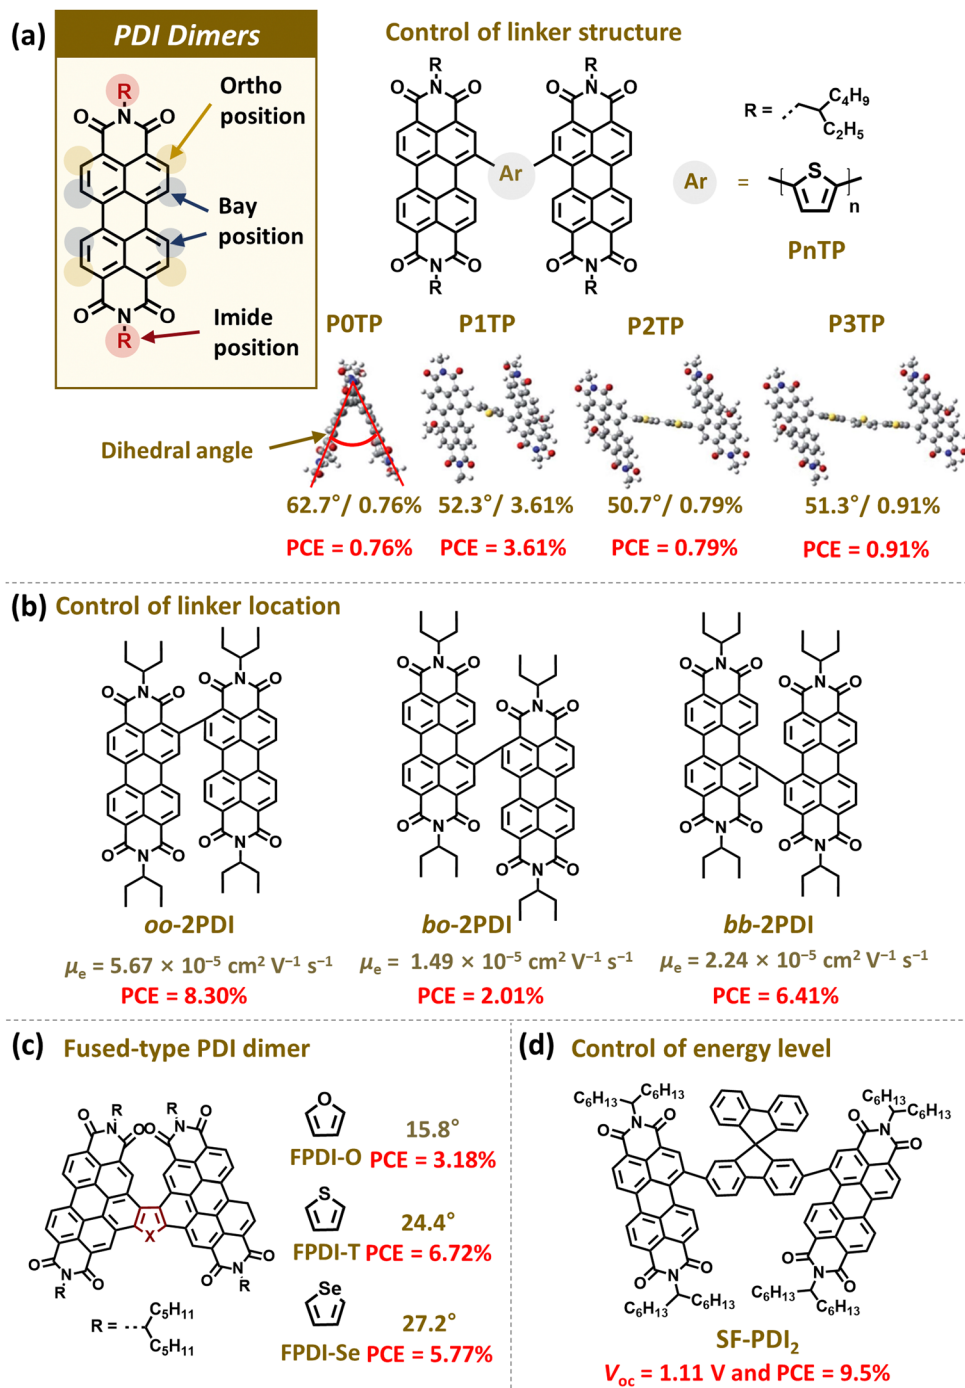 (a)
PDI Dimers
R
N
O
O
Ortho
position
Bay
position
O
O
N
R
Imide
position
Control of linker structure
R
R
N
N
O
O
O
O
Ar
O
O
O
O
N
N
R
R
R =
C₄H₉
C₂H₅
Ar
=
S
n
PnTP
P0TP
P1TP
P2TP
P3TP
Dihedral angle
62.7°/ 0.76%
52.3°/ 3.61%
50.7°/ 0.79%
51.3°/ 0.91%
PCE = 0.76%
PCE = 3.61%
PCE = 0.79%
PCE = 0.91%
(b)
Control of linker location
O
N
O
O
N
O
O
N
O
O
N
O
oo-2PDI
μe = 5.67 × 10⁻⁵ cm² V⁻¹ s⁻¹
PCE = 8.30%
O
N
O
O
N
O
O
N
O
O
N
O
bo-2PDI
μe = 1.49 × 10⁻⁵ cm² V⁻¹ s⁻¹
PCE = 2.01%
O
N
O
O
N
O
O
N
O
O
N
O
bb-2PDI
μe = 2.24 × 10⁻⁵ cm² V⁻¹ s⁻¹
PCE = 6.41%
(c)
Fused-type PDI dimer
R
R
O
N
O
O
N
O
X
O
N
O
O
N
O
R
R
R =
C₅H₁₁
C₅H₁₁
O
FPDI-O
15.8°
PCE = 3.18%
S
FPDI-T
24.4°
PCE = 6.72%
Se
FPDI-Se
27.2°
PCE = 5.77%
(d)
Control of energy level
C₆H₁₃
C₆H₁₃
C₆H₁₃
C₆H₁₃
O
N
O
O
N
O
O
N
O
O
N
O
C₆H₁₃
C₆H₁₃
C₆H₁₃
C₆H₁₃
SF-PDI₂
Voc = 1.11 V and PCE = 9.5%